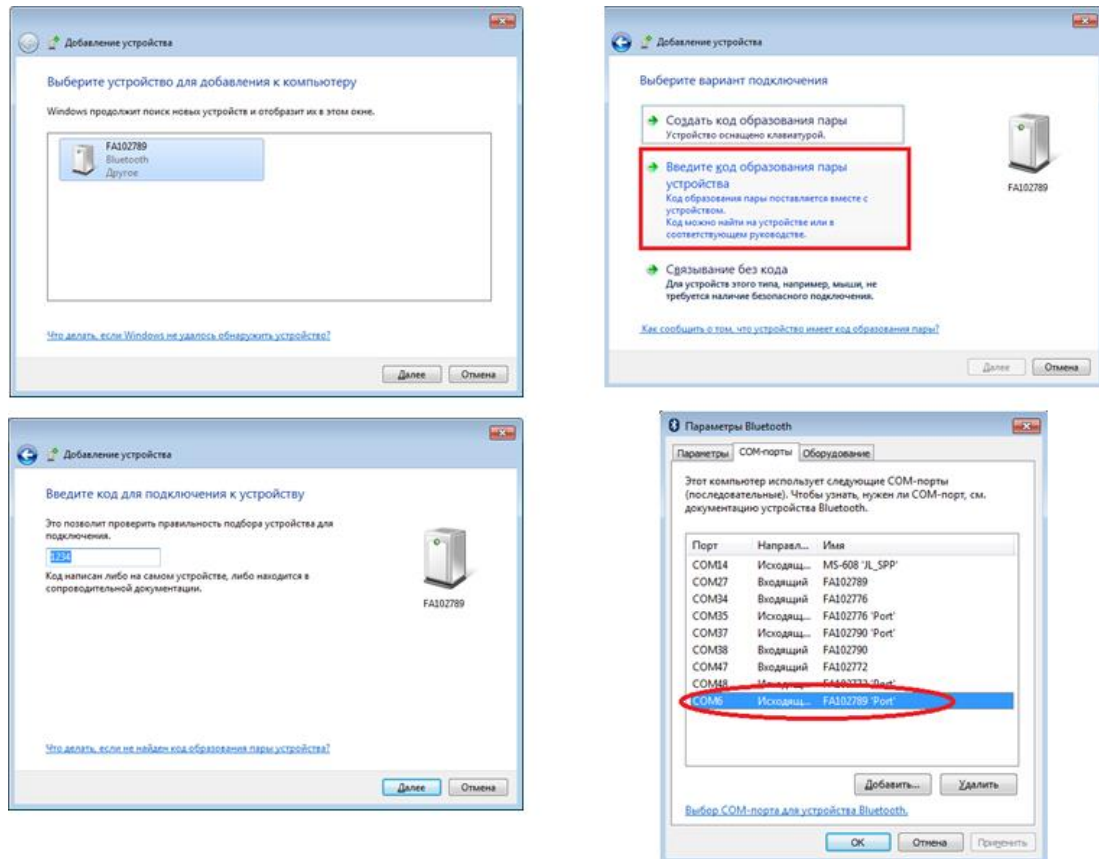 Добавление устройства
Выберите устройство для добавления к компьютеру
Windows продолжит поиск новых устройств и отобразит их в этом окне.
FA102789
Bluetooth
Другое
Что делать, если Windows не удалось обнаружить устройство?
Далее
Отмена
Добавление устройства
Выберите вариант подключения
Создать код образования пары
Устройство оснащено клавиатурой.
Введите код образования пары
устройства
Код образования пары поставляется вместе с
устройством.
Код можно найти на устройстве или в
соответствующем руководстве.
Связывание без кода
Для устройств этого типа, например, мыши, не
требуется наличие безопасного подключения.
FA102789
Как сообщить о том, что устройство имеет код образования пары?
Далее
Отмена
Добавление устройства
Введите код для подключения к устройству
Это позволит проверить правильность подбора устройства для
подключения.
1234
Код написан либо на самом устройстве, либо находится в
сопроводительной документации.
FA102789
Что делать, если не найден код образования пары устройства?
Далее
Отмена
Параметры Bluetooth
Параметры COM-порты Оборудование
Этот компьютер использует следующие COM-порты
(последовательные). Чтобы узнать, нужен ли COM-порт, см.
документацию устройства Bluetooth.
Порт Направл... Имя
COM14 Исходящ... MS-608 'JL_SPP'
COM27 Входящий FA102789
COM34 Входящий FA102776
COM35 Исходящ... FA102776 'Port'
COM37 Исходящ... FA102790 'Port'
COM38 Входящий FA102790
COM47 Входящий FA102772
COM48 Исходящ... FA102772 'Port'
COM6 Исходящ... FA102789 'Port'
Добавить... Удалить
Выбор COM-порта для устройства Bluetooth.
OK Отмена Применить